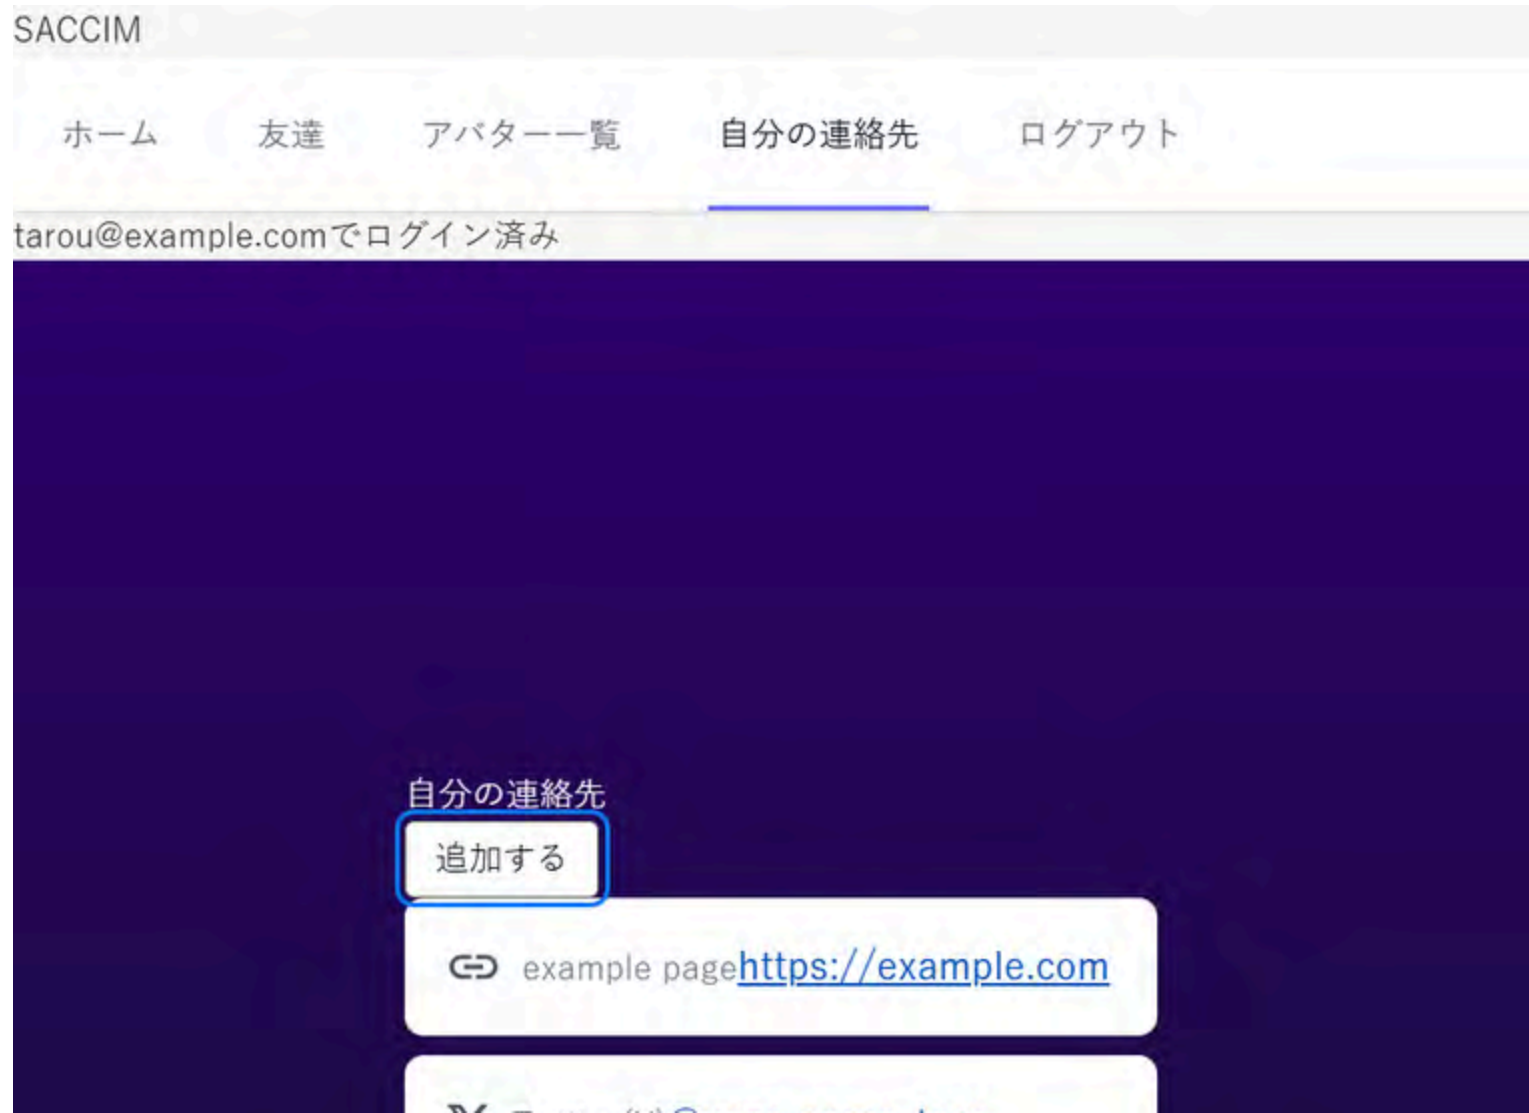 SACCIM
ホーム 友達 アバター一覧 自分の連絡先 ログアウト
tarou@example.comでログイン済み
自分の連絡先
追加する
example pagehttps://example.com